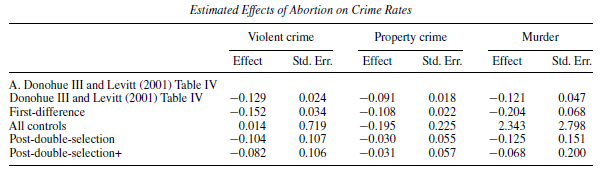 Estimated Effects of Abortion on Crime Rates
Violent crime Property crime Murder
Effect Std. Err. Effect Std. Err. Effect Std. Err.
A. Donohue III and Levitt (2001) Table IV
Donohue III and Levitt (2001) Table IV −0.129 0.024 −0.091 0.018 −0.121 0.047
First-difference −0.152 0.034 −0.108 0.022 −0.204 0.068
All controls 0.014 0.719 −0.195 0.225 2.343 2.798
Post-double-selection −0.104 0.107 −0.030 0.055 −0.125 0.151
Post-double-selection+ −0.082 0.106 −0.031 0.057 −0.068 0.200